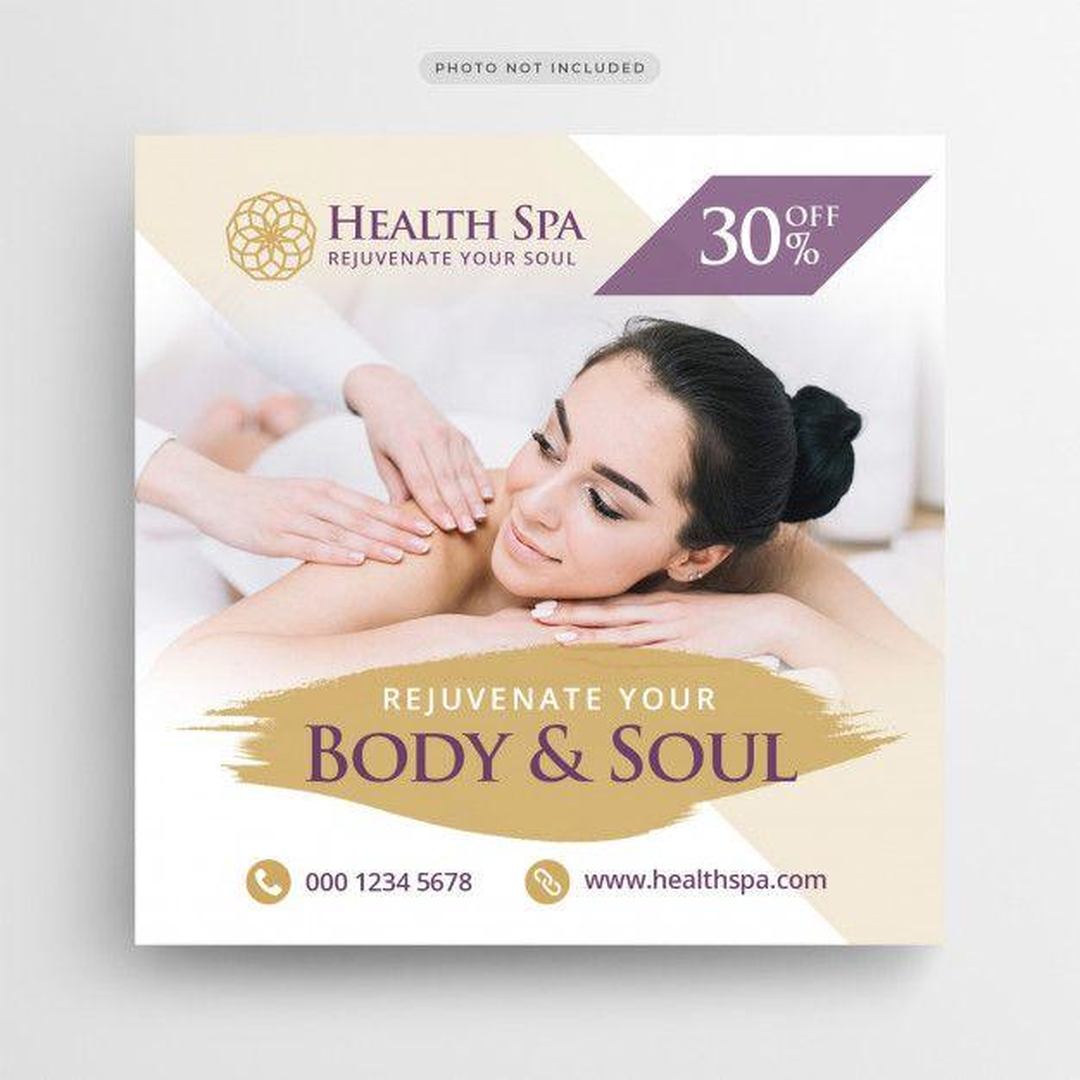 PHOTO NOT INCLUDED
HEALTH SPA
REJUVENATE YOUR SOUL
30 OFF
%
REJUVENATE YOUR
BODY & SOUL
000 1234 5678
www.healthspa.com